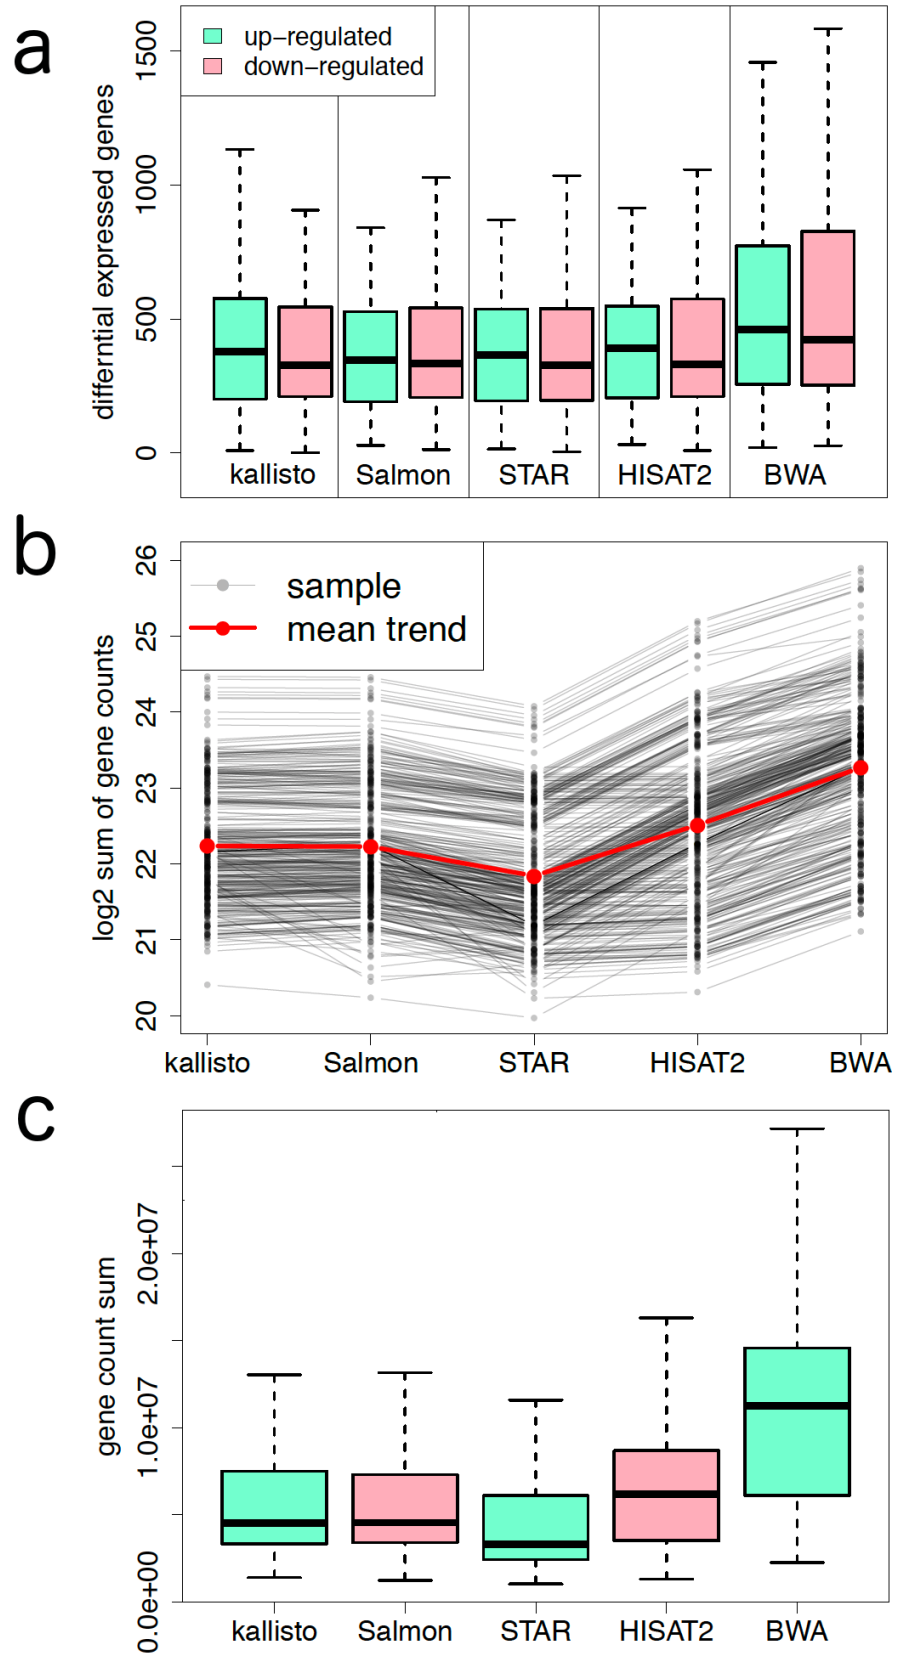 a
up-regulated
down-regulated
differntial expressed genes
0
500
1000
1500
kallisto
Salmon
STAR
HISAT2
BWA
b
sample
mean trend
log2 sum of gene counts
20
21
22
23
24
25
26
kallisto
Salmon
STAR
HISAT2
BWA
c
gene count sum
0.0e+00
1.0e+07
2.0e+07
kallisto
Salmon
STAR
HISAT2
BWA